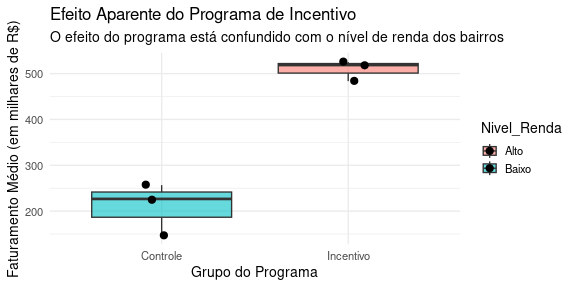 Efeito Aparente do Programa de Incentivo
O efeito do programa está confundido com o nível de renda dos bairros
Faturamento Médio (em milhares de R$)
500
400
300
200
Controle
Incentivo
Grupo do Programa
Nivel_Renda
Alto
Baixo